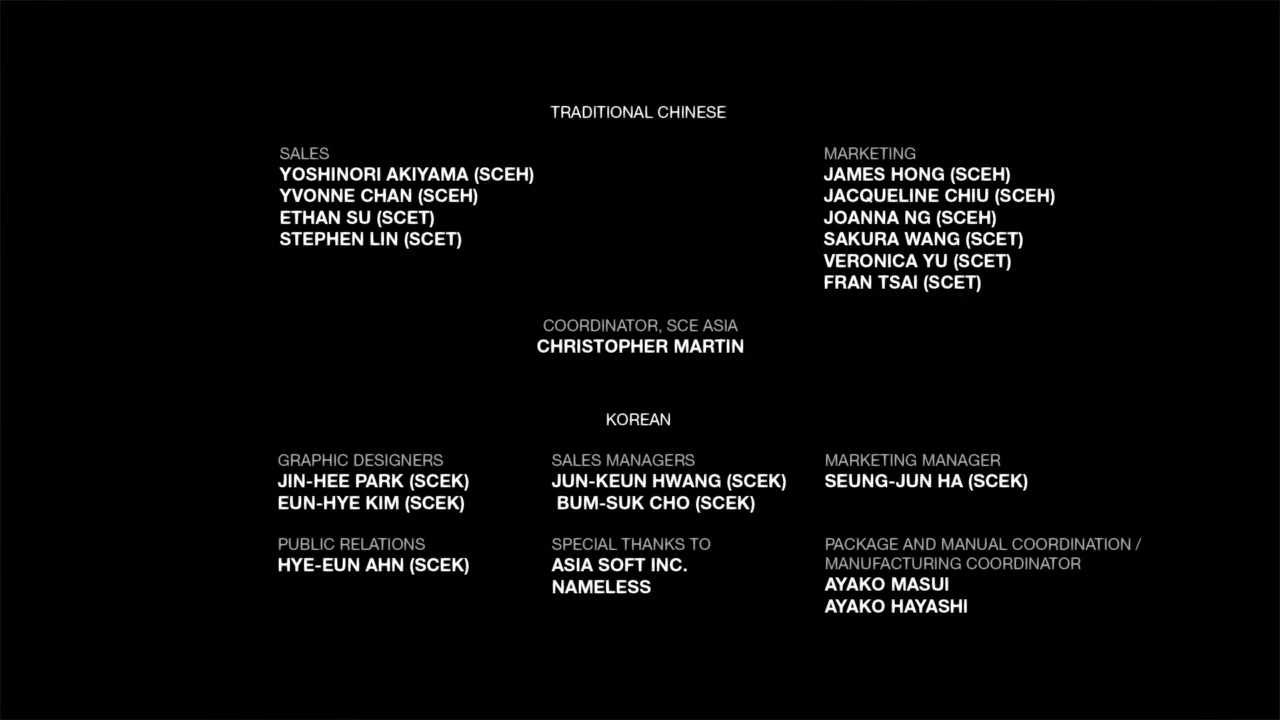 TRADITIONAL CHINESE
SALES
YOSHINORI AKIYAMA (SCEH)
YVONNE CHAN (SCEH)
ETHAN SU (SCET)
STEPHEN LIN (SCET)
MARKETING
JAMES HONG (SCEH)
JACQUELINE CHIU (SCEH)
JOANNA NG (SCEH)
SAKURA WANG (SCET)
VERONICA YU (SCET)
FRAN TSAI (SCET)
COORDINATOR, SCE ASIA
CHRISTOPHER MARTIN
KOREAN
GRAPHIC DESIGNERS
JIN-HEE PARK (SCEK)
EUN-HYE KIM (SCEK)
SALES MANAGERS
JUN-KEUN HWANG (SCEK)
BUM-SUK CHO (SCEK)
MARKETING MANAGER
SEUNG-JUN HA (SCEK)
PUBLIC RELATIONS
HYE-EUN AHN (SCEK)
SPECIAL THANKS TO
ASIA SOFT INC.
NAMELESS
PACKAGE AND MANUAL COORDINATION /
MANUFACTURING COORDINATOR
AYAKO MASUI
AYAKO HAYASHI